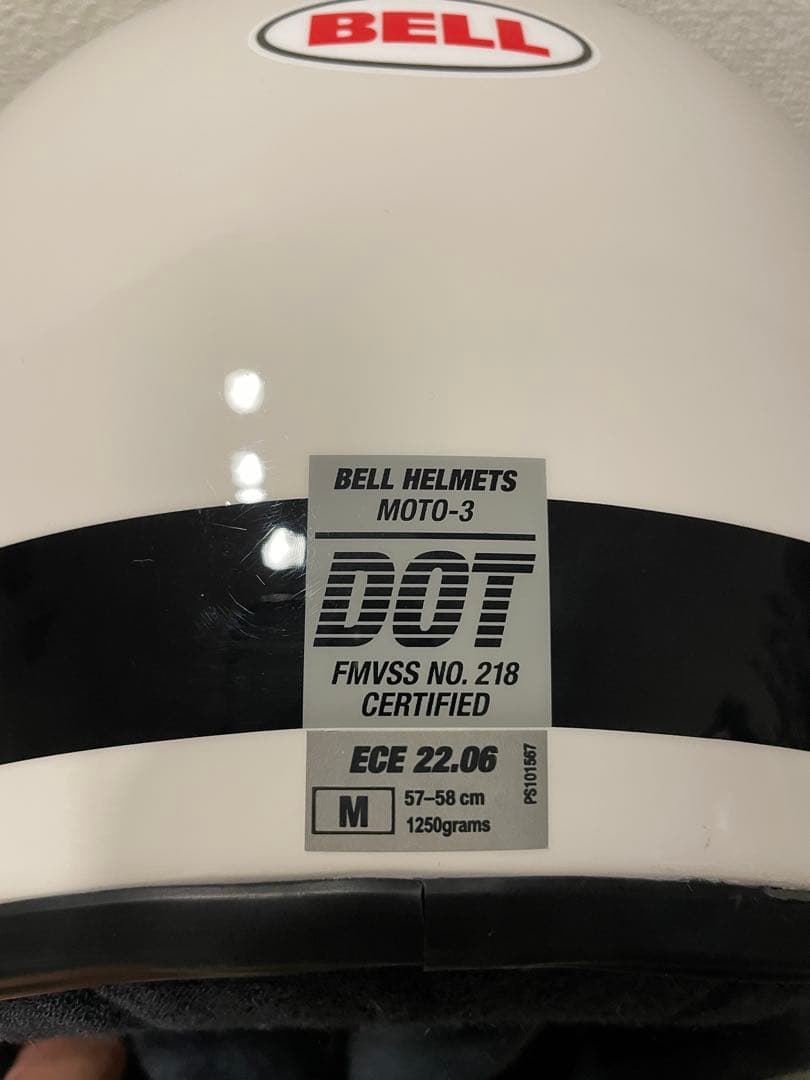 BELL
BELL HELMETS
MOTO-3
DOT
FMVSS NO. 218
CERTIFIED
ECE 22.06
M
57–58 cm
1250grams
PS101567